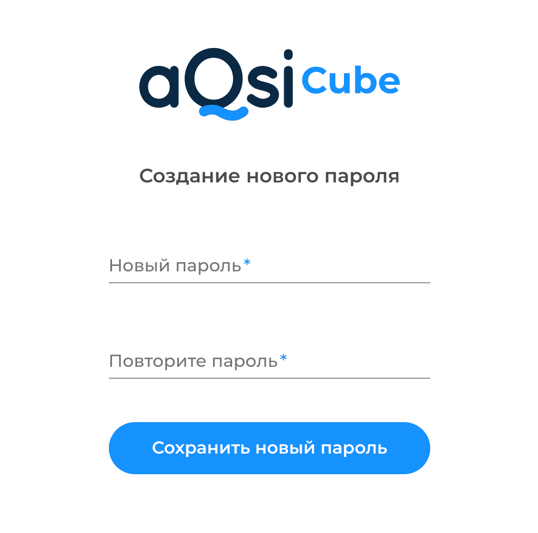 aQsi Cube
Создание нового пароля
Новый пароль*
Повторите пароль*
Сохранить новый пароль